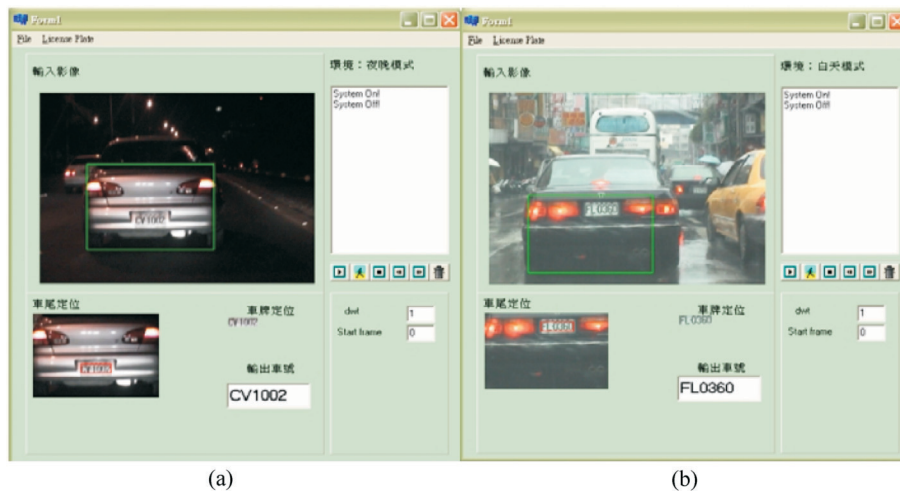 Form1
File License Plate
輸入影像
環境：夜晚模式
System On!
System Off!
CV1002
車尾定位
車牌定位
CV1002
CV1002
輸出車號
CV1002
dwt 1
Start frame 0
(a)
Form1
File License Plate
輸入影像
環境：白天模式
System On!
System Off!
FL0360
車尾定位
車牌定位
FL0360
FL0360
輸出車號
FL0360
dwt 1
Start frame 0
(b)